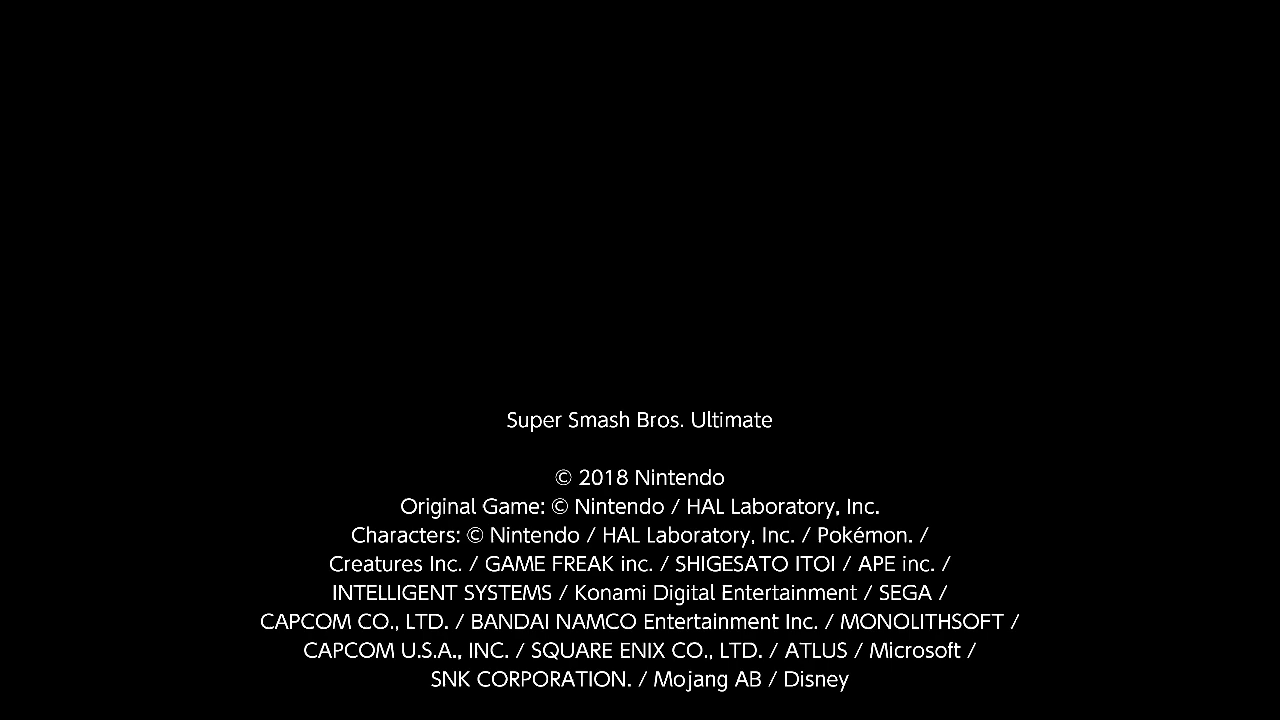 Super Smash Bros. Ultimate
© 2018 Nintendo
Original Game: © Nintendo / HAL Laboratory, Inc.
Characters: © Nintendo / HAL Laboratory, Inc. / Pokémon. /
Creatures Inc. / GAME FREAK inc. / SHIGESATO ITOI / APE inc. /
INTELLIGENT SYSTEMS / Konami Digital Entertainment / SEGA /
CAPCOM CO., LTD. / BANDAI NAMCO Entertainment Inc. / MONOLITHSOFT /
CAPCOM U.S.A., INC. / SQUARE ENIX CO., LTD. / ATLUS / Microsoft /
SNK CORPORATION. / Mojang AB / Disney